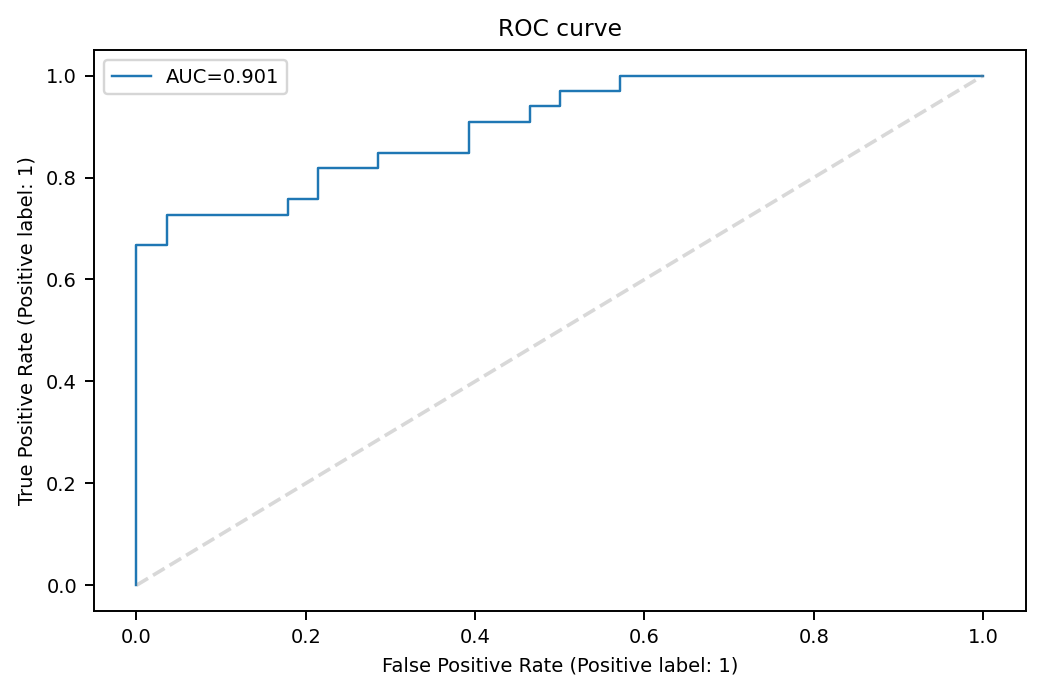 ROC curve
AUC=0.901
True Positive Rate (Positive label: 1)
1.0
0.8
0.6
0.4
0.2
0.0
0.0 0.2 0.4 0.6 0.8 1.0
False Positive Rate (Positive label: 1)